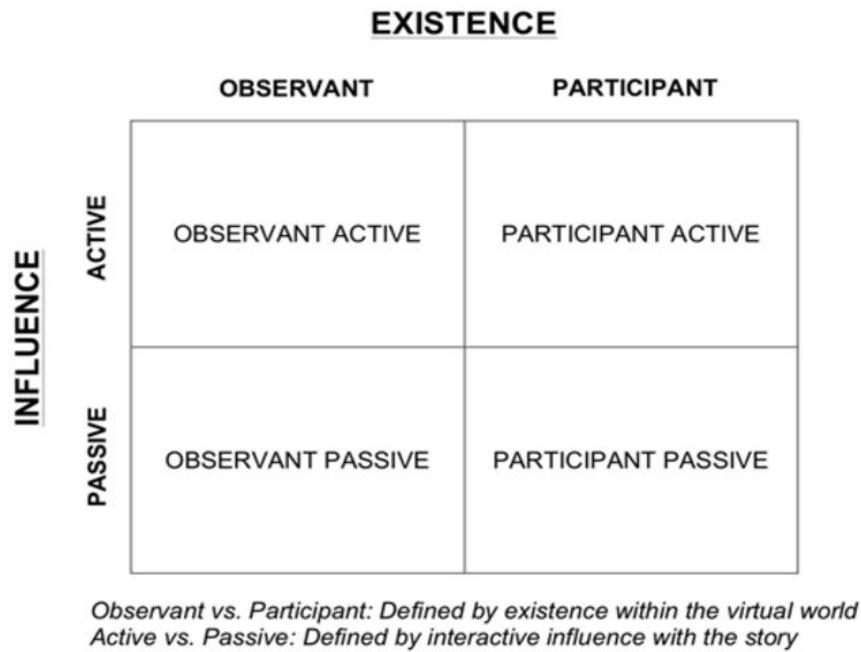 EXISTENCE
OBSERVANT PARTICIPANT
INFLUENCE
ACTIVE
OBSERVANT ACTIVE PARTICIPANT ACTIVE
PASSIVE
OBSERVANT PASSIVE PARTICIPANT PASSIVE
Observant vs. Participant: Defined by existence within the virtual world
Active vs. Passive: Defined by interactive influence with the story